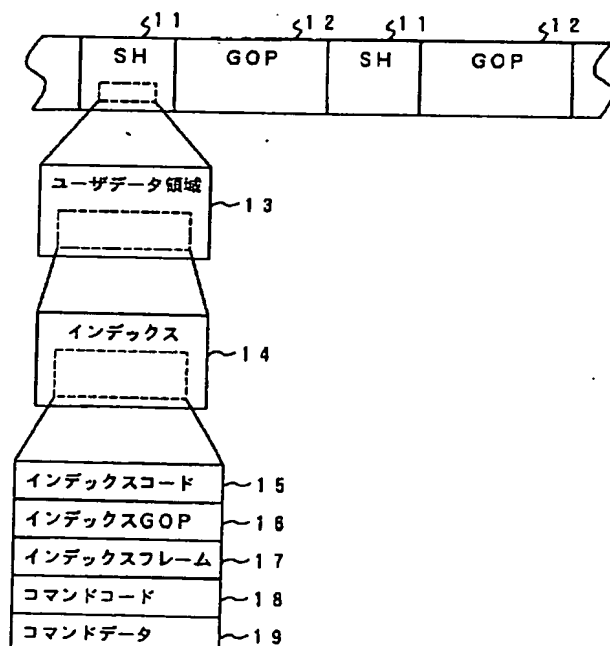 11 12 11 12
SH GOP SH GOP
ユーザデータ領域
13
インデックス
14
インデックスコード 15
インデックスGOP 16
インデックスフレーム 17
コマンドコード 18
コマンドデータ 19